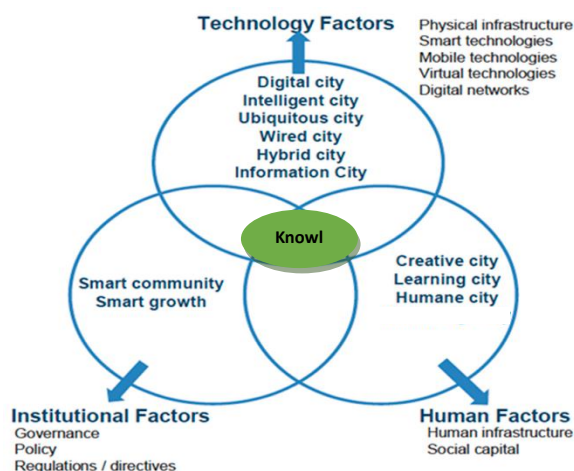 Technology Factors
Physical infrastructure
Smart technologies
Mobile technologies
Virtual technologies
Digital networks
Digital city
Intelligent city
Ubiquitous city
Wired city
Hybrid city
Information City
Knowl
Smart community
Smart growth
Creative city
Learning city
Humane city
Institutional Factors
Governance
Policy
Regulations / directives
Human Factors
Human infrastructure
Social capital